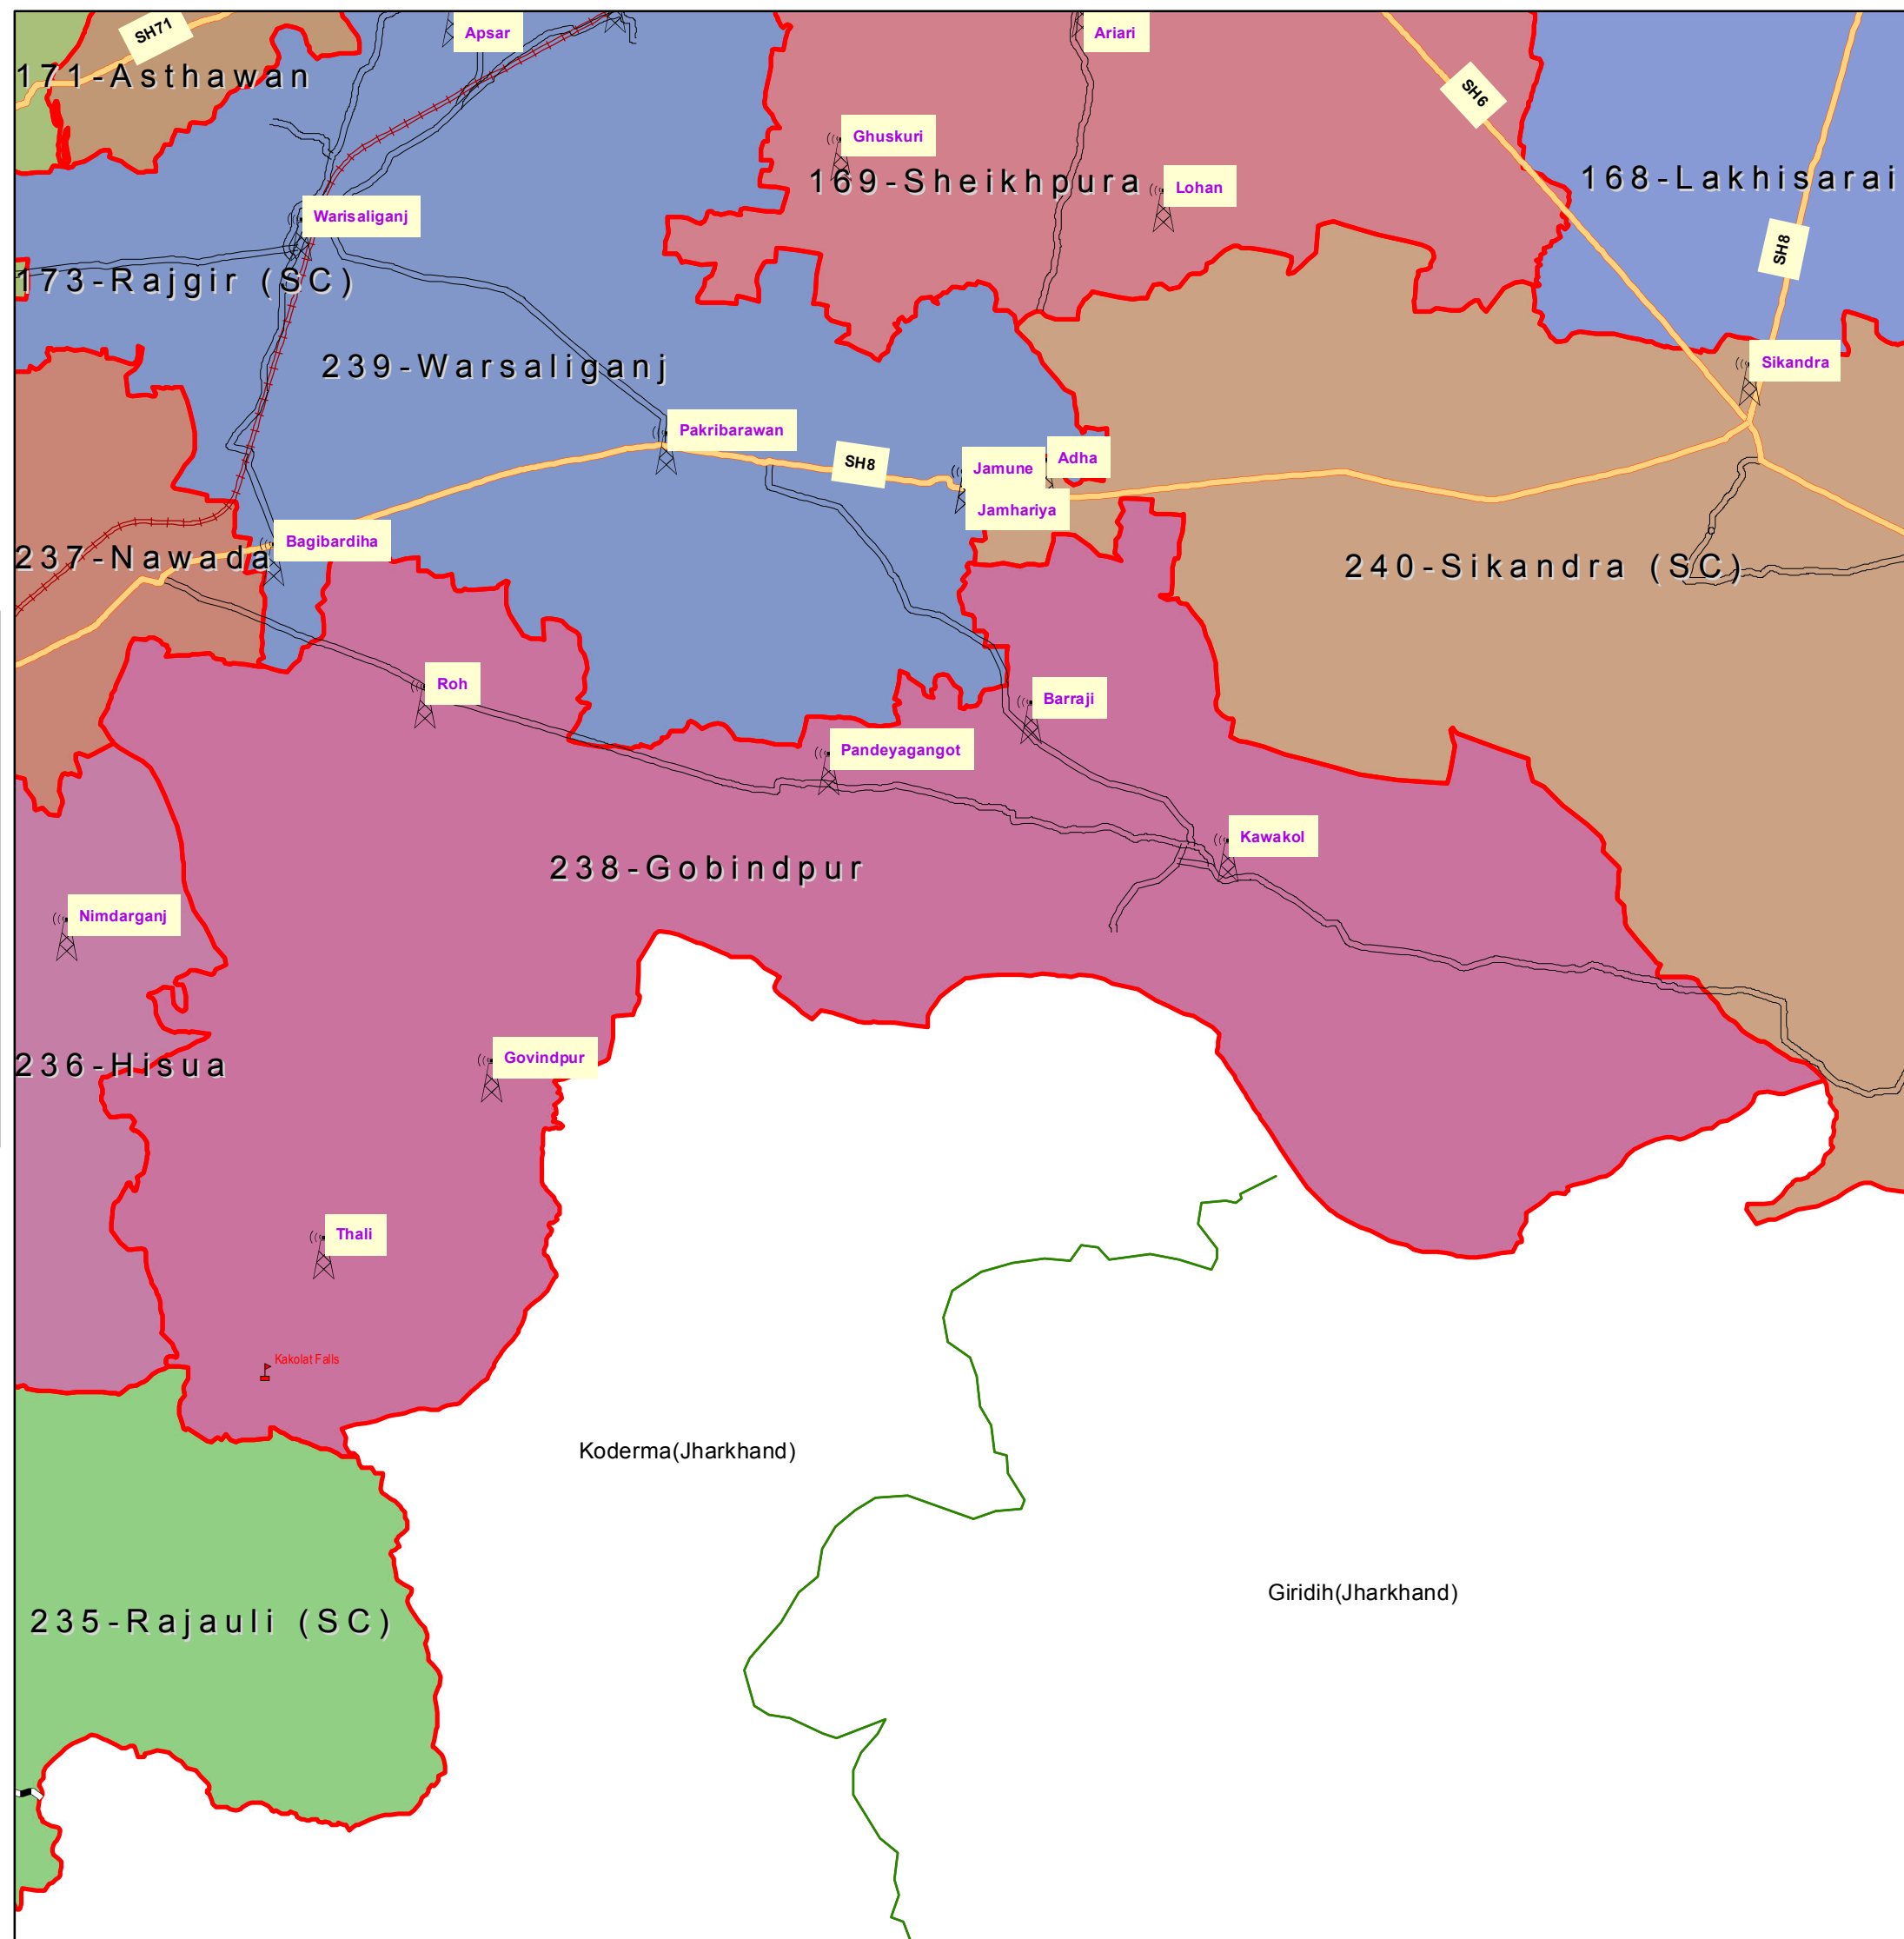 SH71
Apsar
Ariari
171-Asthawan
SH6
Ghuskuri
169-Sheikhpura
Lohan
168-Lakhisarai
Warisaliganj
SH8
173-Rajgir (SC)
239-Warsaliganj
Sikandra
Pakribarawan
SH8
Jamune
Adha
Jamhariya
Bagibardiha
237-Nawada
240-Sikandra (SC)
Roh
Barraji
Pandeyagangot
Kawakol
238-Gobindpur
Nimdarganj
236-Hisua
Govindpur
Thali
Kakolat Falls
Koderma(Jharkhand)
Giridih(Jharkhand)
235-Rajauli (SC)